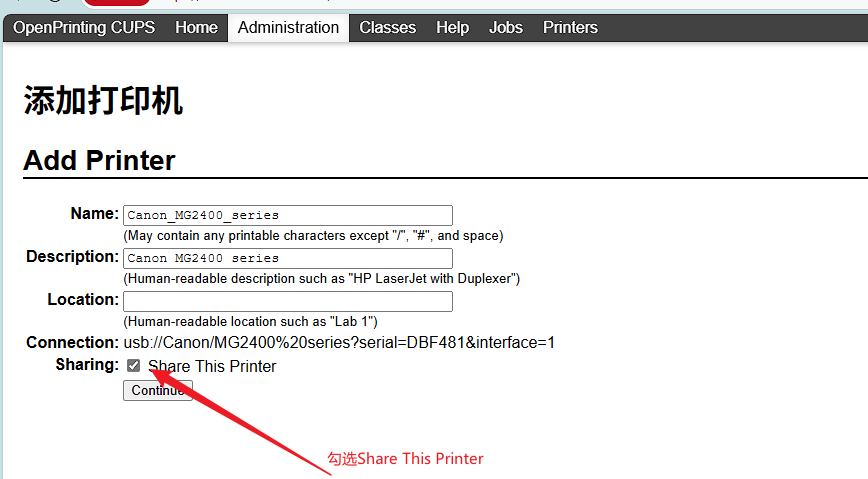 OpenPrinting CUPS Home Administration Classes Help Jobs Printers
添加打印机
Add Printer
Name: Canon_MG2400_series
(May contain any printable characters except "/", "#", and space)
Description: Canon MG2400 series
(Human-readable description such as "HP LaserJet with Duplexer")
Location:
(Human-readable location such as "Lab 1")
Connection: usb://Canon/MG2400%20series?serial=DBF481&interface=1
Sharing: Share This Printer
Continue
勾选Share This Printer